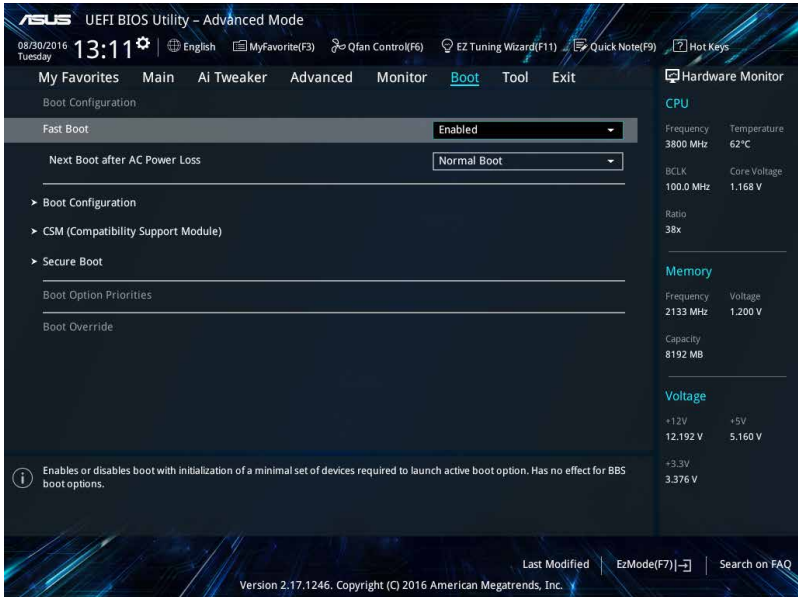 ASUS UEFI BIOS Utility – Advanced Mode
08/30/2016 Tuesday 13:11 English MyFavorite(F3) Qfan Control(F6) EZ Tuning Wizard(F11) Quick Note(F9) ? Hot Keys
My Favorites Main Ai Tweaker Advanced Monitor Boot Tool Exit
Boot Configuration
Fast Boot Enabled
Next Boot after AC Power Loss Normal Boot
> Boot Configuration
> CSM (Compatibility Support Module)
> Secure Boot
Boot Option Priorities
Boot Override
Enables or disables boot with initialization of a minimal set of devices required to launch active boot option. Has no effect for BBS
boot options.
Hardware Monitor
CPU
Frequency Temperature
3800 MHz 62°C
BCLK Core Voltage
100.0 MHz 1.168 V
Ratio
38x
Memory
Frequency Voltage
2133 MHz 1.200 V
Capacity
8192 MB
Voltage
+12V +5V
12.192 V 5.160 V
+3.3V
3.376 V
Last Modified EzMode(F7) Search on FAQ
Version 2.17.1246. Copyright (C) 2016 American Megatrends, Inc.